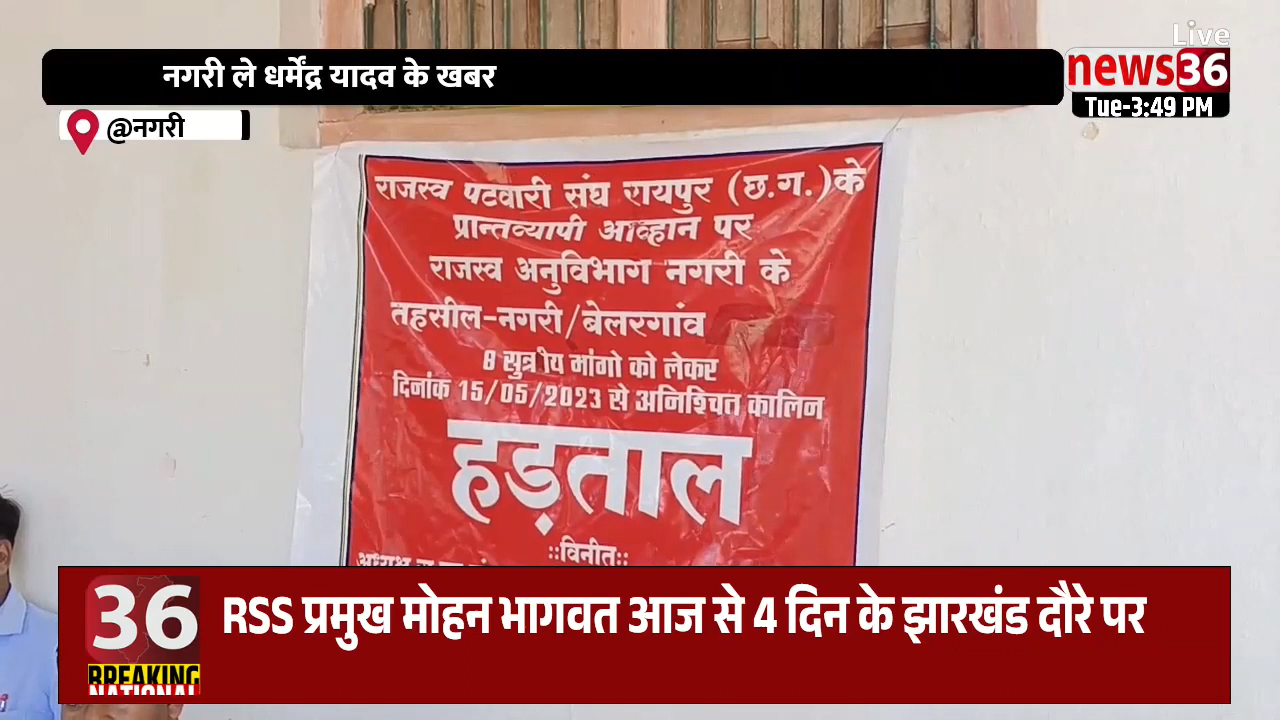 Live
नगरी ले धर्मेंद्र यादव के खबर
news36
Tue-3:49 PM
@नगरी
राजस्व पटवारी संघ रायपुर (छ.ग.) के
प्रान्तव्यापी आव्हान पर
राजस्व अनुविभाग नगरी के
तहसील-नगरी/बेलरगांव
8 सुत्रीय मांगो को लेकर
दिनांक 15/05/2023 से अनिश्चित कालिन
हड़ताल
::विनीत::
अध्यक्ष
36
RSS प्रमुख मोहन भागवत आज से 4 दिन के झारखंड दौरे पर
BREAKING
NATIONAL